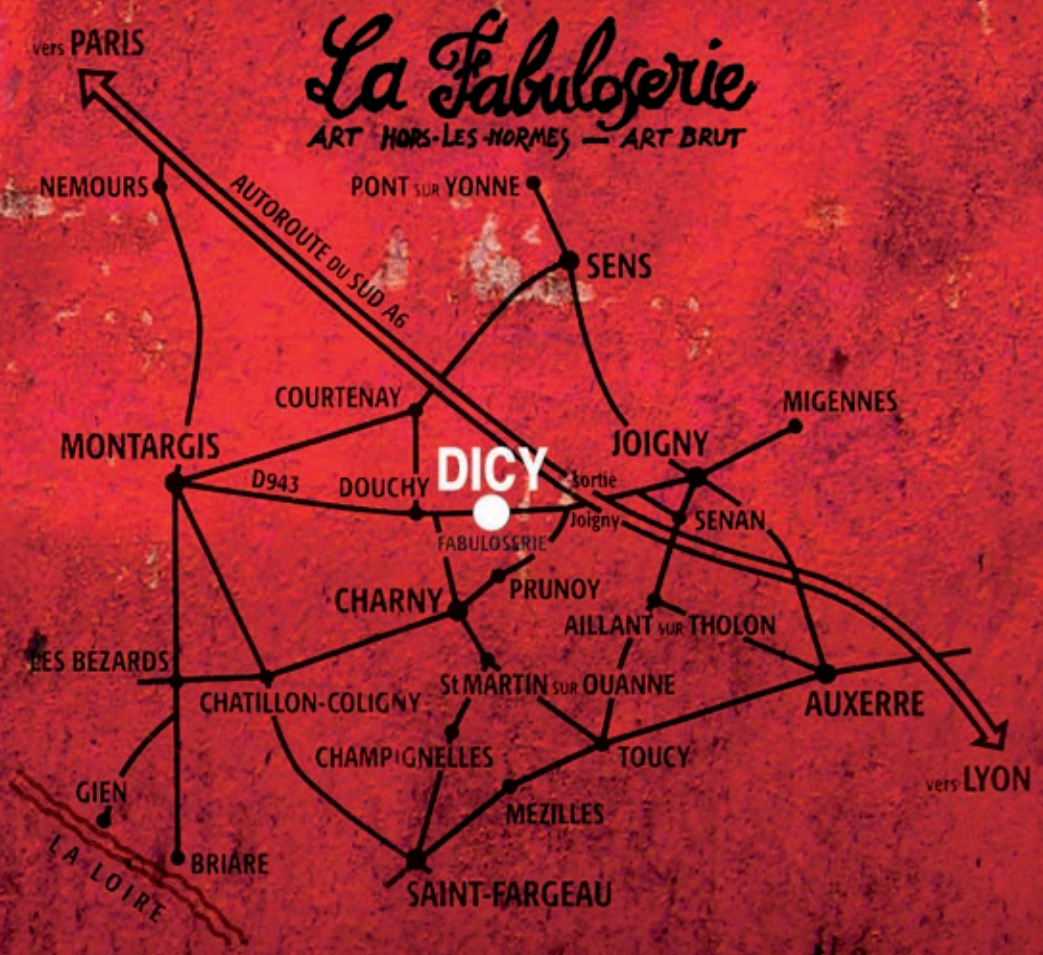 vers PARIS
La Fabuloserie
ART HORS-LES-NORMES — ART BRUT
NEMOURS
PONT SUR YONNE
AUTOROUTE DU SUD A6
SENS
COURTENAY
MIGENNES
MONTARGIS
JOIGNY
D943
DOUCHY
DICY
sortie
Joigny
SENAN
FABULOSERIE
PRUNOY
CHARNY
AILLANT SUR THOLON
LES BÉZARDS
CHATILLON-COLIGNY
St MARTIN SUR OUANNE
AUXERRE
CHAMPIGNELLES
TOUCY
vers LYON
GIEN
MEZILLES
LA LOIRE
BRIARE
SAINT-FARGEAU